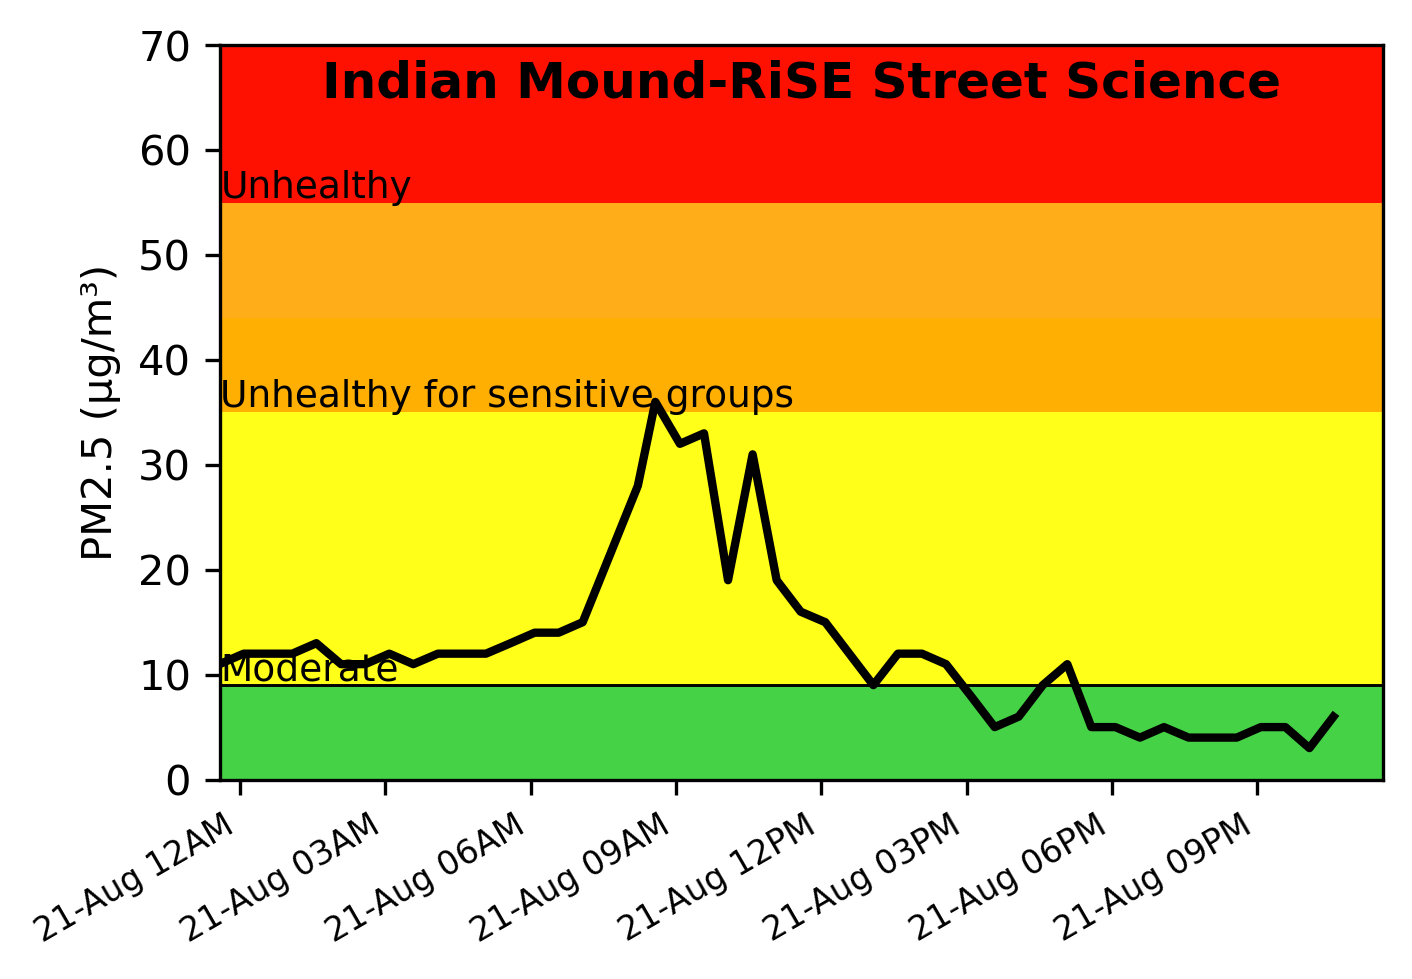 Indian Mound-RiSE Street Science
70
60
Unhealthy
50
40
Unhealthy for sensitive groups
30
20
Moderate
10
0
PM2.5 (µg/m³)
21-Aug 12AM
21-Aug 03AM
21-Aug 06AM
21-Aug 09AM
21-Aug 12PM
21-Aug 03PM
21-Aug 06PM
21-Aug 09PM